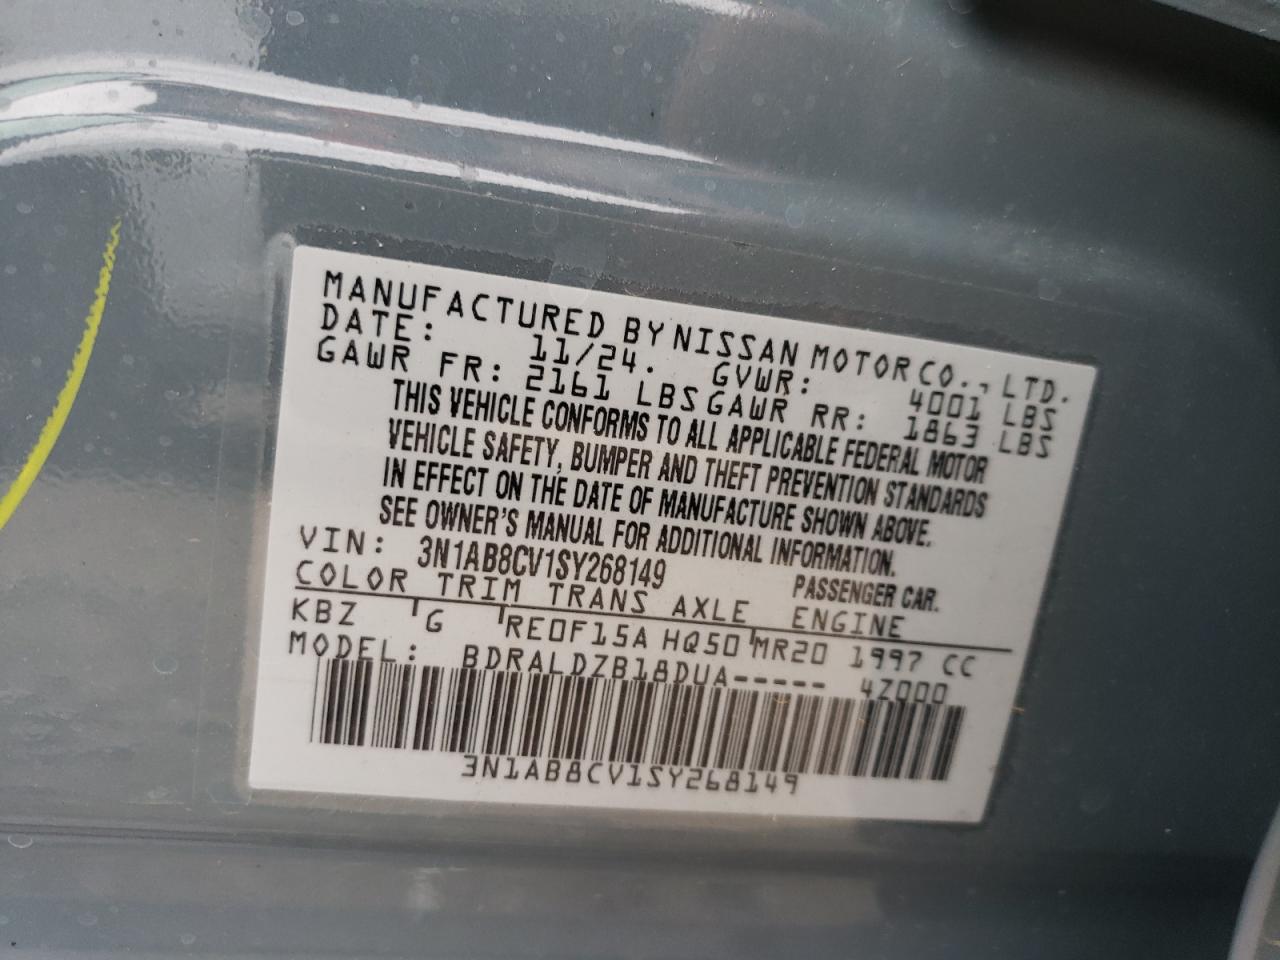 MANUFACTURED BY NISSAN MOTOR CO., LTD.
DATE: 11/24. GVWR: 4001 LBS
GAWR FR: 2161 LBS GAWR RR: 1863 LBS
THIS VEHICLE CONFORMS TO ALL APPLICABLE FEDERAL MOTOR
VEHICLE SAFETY, BUMPER AND THEFT PREVENTION STANDARDS
IN EFFECT ON THE DATE OF MANUFACTURE SHOWN ABOVE.
SEE OWNER'S MANUAL FOR ADDITIONAL INFORMATION.
VIN: 3N1AB8CV1SY268149 PASSENGER CAR.
COLOR TRIM TRANS AXLE ENGINE
KBZ G RE0F15A HQ50 MR20 1997 CC
MODEL: BDRALDZB18DUA----- 4Z000
3N1AB8CV1SY268149